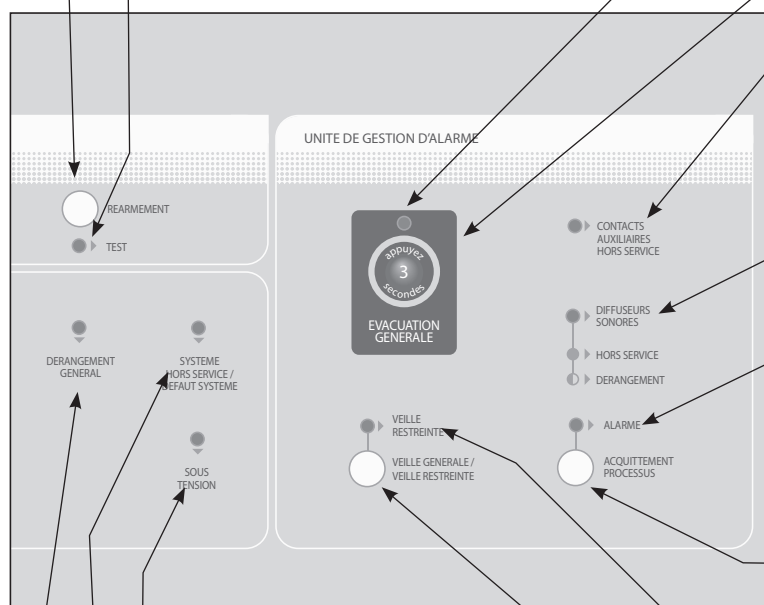 UNITE DE GESTION D'ALARME
REARMEMENT
TEST
DERANGEMENT
GENERAL
SYSTEME
HORS SERVICE /
DEFAUT SYSTEME
SOUS
TENSION
appuyez
3
secondes
EVACUATION
GENERALE
VEILLE
RESTREINTE
VEILLE GENERALE /
VEILLE RESTREINTE
CONTACTS
AUXILIAIRES
HORS SERVICE
DIFFUSEURS
SONORES
HORS SERVICE
DERANGEMENT
ALARME
ACQUITTEMENT
PROCESSUS